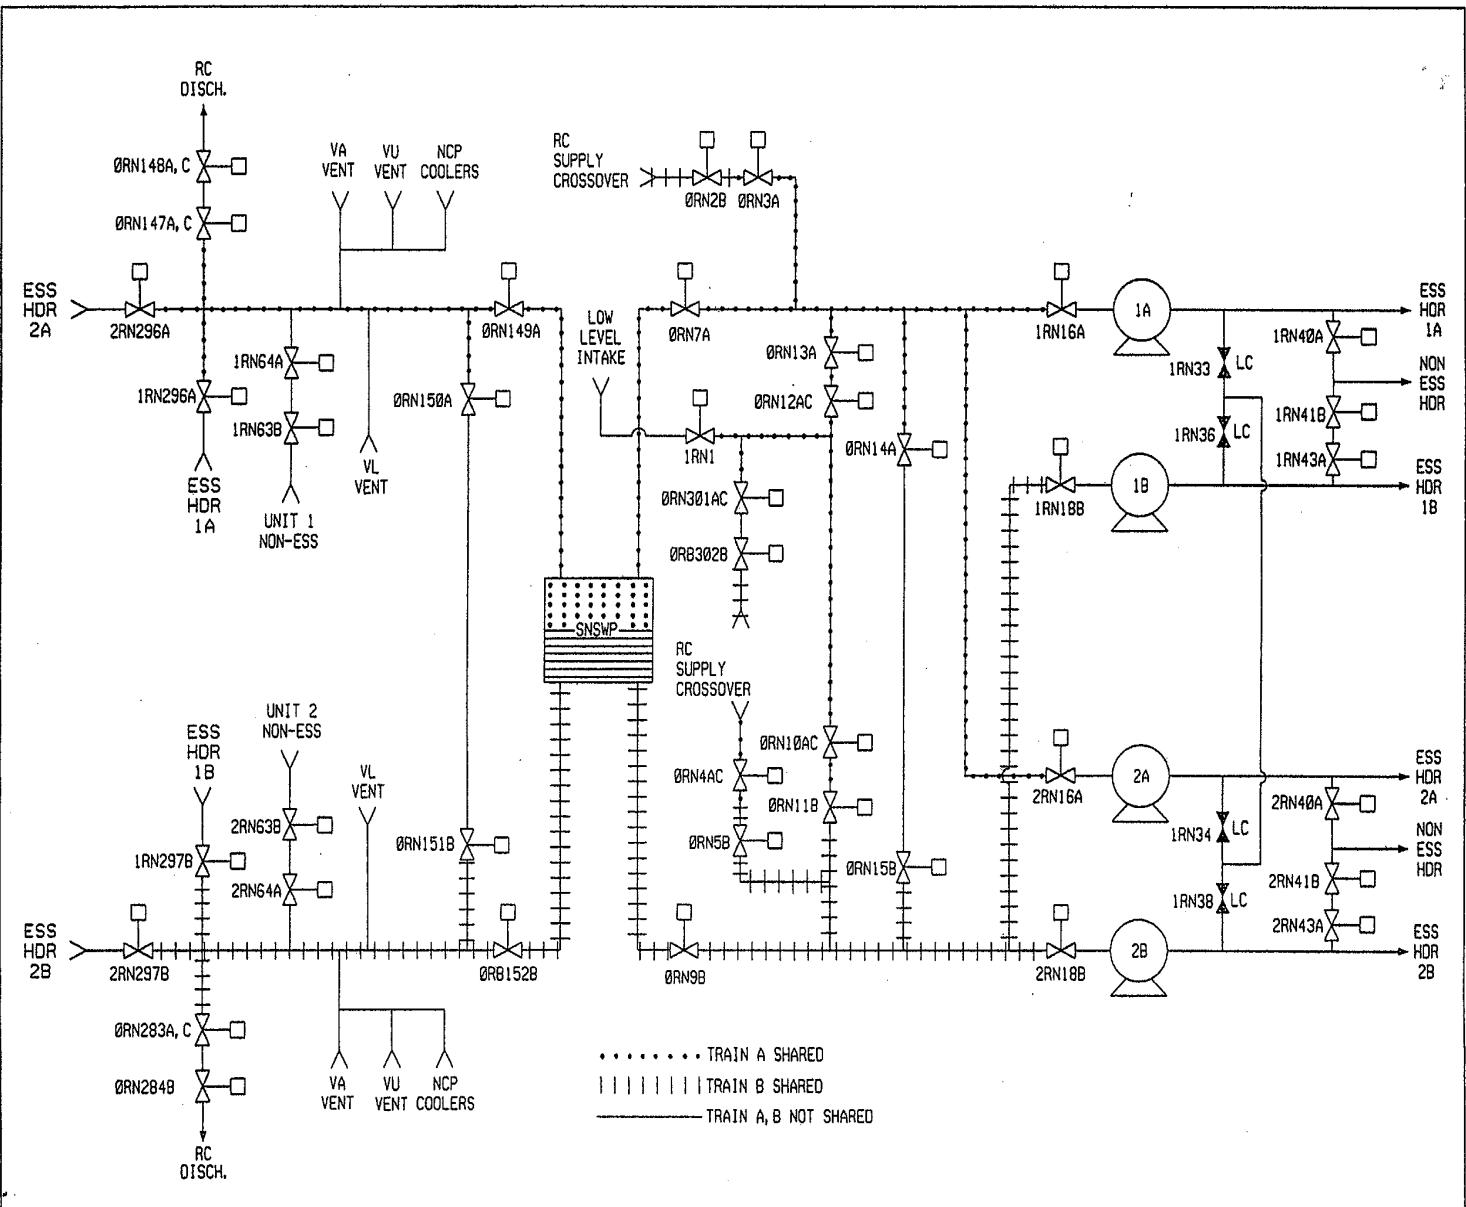 RC
DISCH.
ØRN148A, C
ØRN147A, C
VA
VENT
VU
VENT
NCP
COOLERS
ESS
HDR
2A
2RN296A
ØRN149A
1RN296A
ESS
HDR
1A
1RN64A
1RN63B
UNIT 1
NON-ESS
VL
VENT
ØRN150A
RC
SUPPLY
CROSSOVER
ØRN2B
ØRN3A
ØRN7A
LOW
LEVEL
INTAKE
1RN1
ØRN13A
ØRN12AC
ØRN14A
ØRN301AC
ØRB302B
1RN16A
1A
1RN33
LC
1RN36
LC
1RN40A
1RN41B
1RN43A
ESS
HDR
1A
NON
ESS
HDR
ESS
HDR
1B
1RN18B
1B
SNSWP
RC
SUPPLY
CROSSOVER
ØRN4AC
ØRN5B
ØRN10AC
ØRN11B
ØRN15B
ØRN9B
ESS
HDR
1B
UNIT 2
NON-ESS
VL
VENT
1RN297B
2RN63B
2RN64A
ØRN151B
ESS
HDR
2B
2RN297B
ØRB152B
ØRN283A, C
ØRN284B
RC
DISCH.
VA
VENT
VU
VENT
NCP
COOLERS
2RN16A
2A
1RN34
LC
1RN38
LC
2RN40A
2RN41B
2RN43A
ESS
HDR
2A
NON
ESS
HDR
ESS
HDR
2B
2RN18B
2B
TRAIN A SHARED
TRAIN B SHARED
TRAIN A, B NOT SHARED